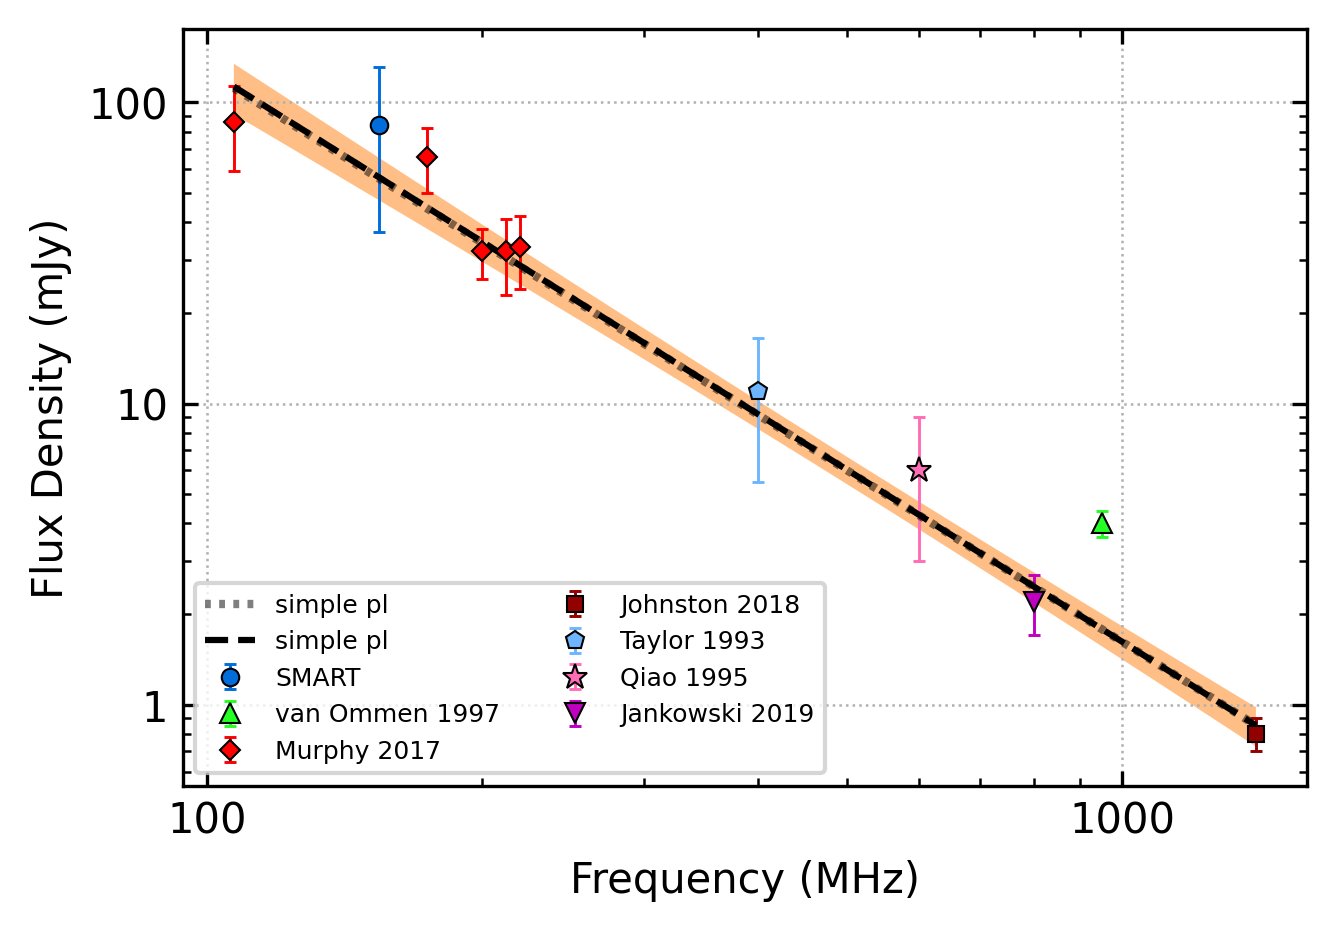 100
10
1
Flux Density (mJy)
simple pl
simple pl
SMART
van Ommen 1997
Murphy 2017
Johnston 2018
Taylor 1993
Qiao 1995
Jankowski 2019
100
1000
Frequency (MHz)